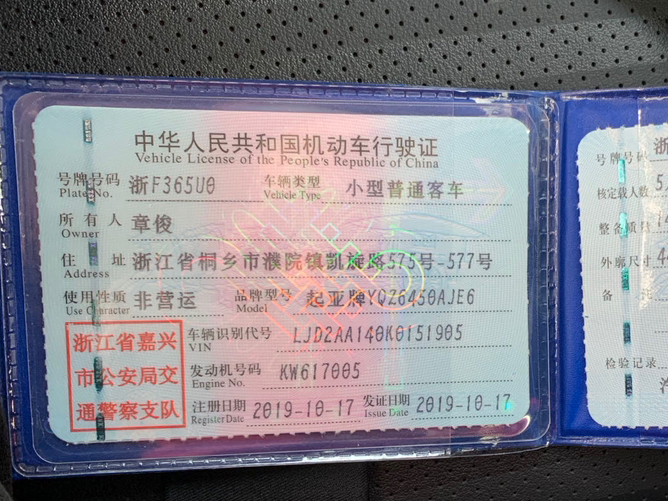 中华人民共和国机动车行驶证
Vehicle License of the People's Republic of China
号牌号码 浙F365U0 车辆类型 小型普通客车
Plate No. Vehicle Type
所有人 章俊
Owner
住址 浙江省桐乡市濮院镇凯旋路575号-577号
Address
使用性质 非营运 品牌型号 起亚牌YQZ6430AJE6
Use Character Model
浙江省嘉兴
市公安局交
通警察支队
车辆识别代号 LJD2AA140K0151905
VIN
发动机号码 KW617005
Engine No.
注册日期 2019-10-17 发证日期 2019-10-17
Register Date Issue Date
号牌号码
核定载人数
整备质量
外廓尺寸
备
检验记录